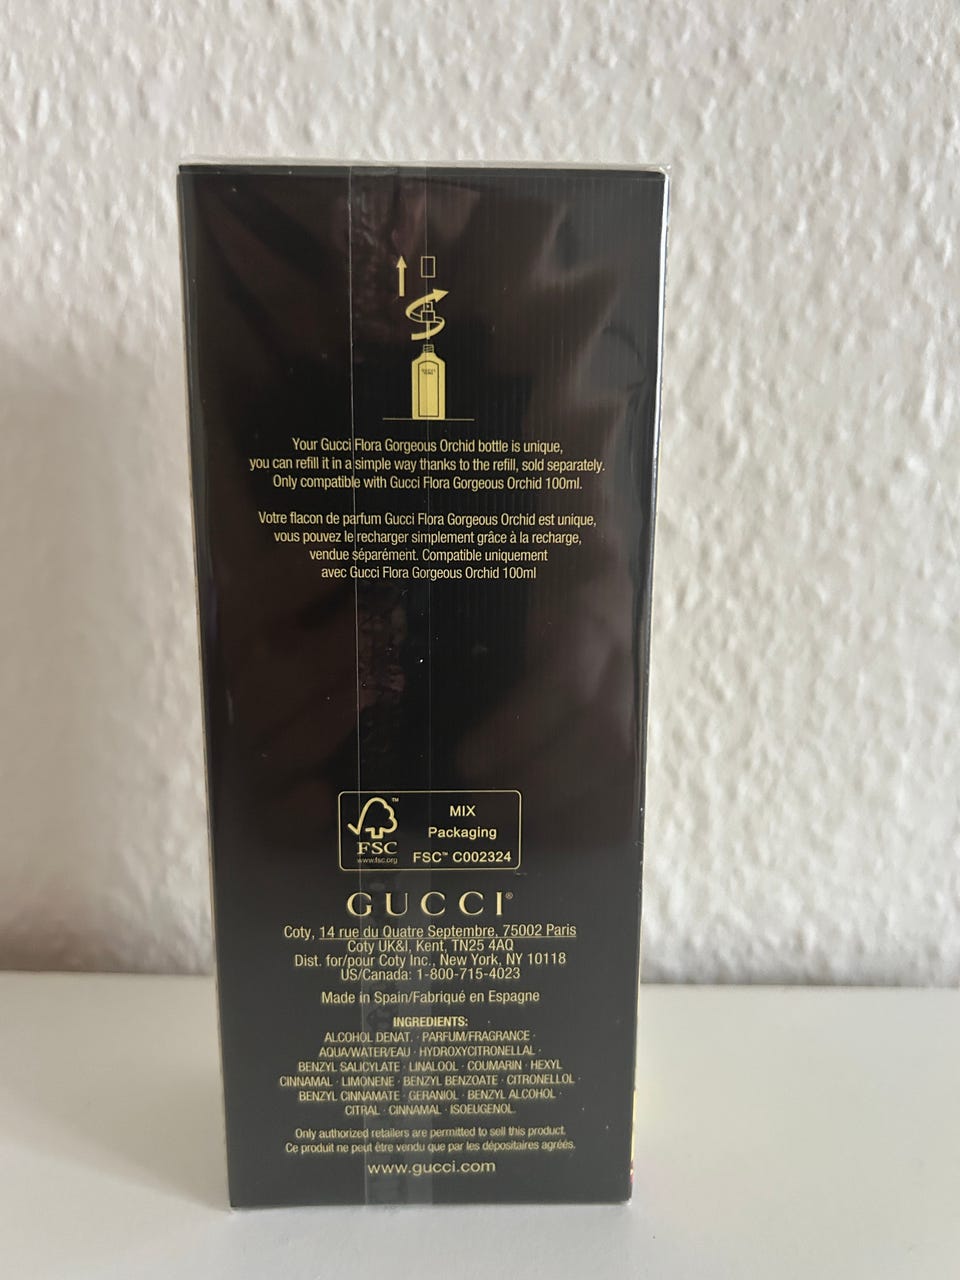 Your Gucci Flora Gorgeous Orchid bottle is unique,
you can refill it in a simple way thanks to the refill, sold separately.
Only compatible with Gucci Flora Gorgeous Orchid 100ml.
Votre flacon de parfum Gucci Flora Gorgeous Orchid est unique,
vous pouvez le recharger simplement grâce à la recharge,
vendue séparément. Compatible uniquement
avec Gucci Flora Gorgeous Orchid 100ml
FSC
www.fsc.org
MIX
Packaging
FSC™ C002324
GUCCI®
Coty, 14 rue du Quatre Septembre, 75002 Paris
Coty UK&I, Kent, TN25 4AQ
Dist. for/pour Coty Inc., New York, NY 10118
US/Canada: 1-800-715-4023
Made in Spain/Fabriqué en Espagne
INGREDIENTS:
ALCOHOL DENAT. · PARFUM/FRAGRANCE ·
AQUA/WATER/EAU · HYDROXYCITRONELLAL ·
BENZYL SALICYLATE · LINALOOL · COUMARIN · HEXYL
CINNAMAL · LIMONENE · BENZYL BENZOATE · CITRONELLOL ·
BENZYL CINNAMATE · GERANIOL · BENZYL ALCOHOL ·
CITRAL · CINNAMAL · ISOEUGENOL.
Only authorized retailers are permitted to sell this product.
Ce produit ne peut être vendu que par les dépositaires agréés.
www.gucci.com